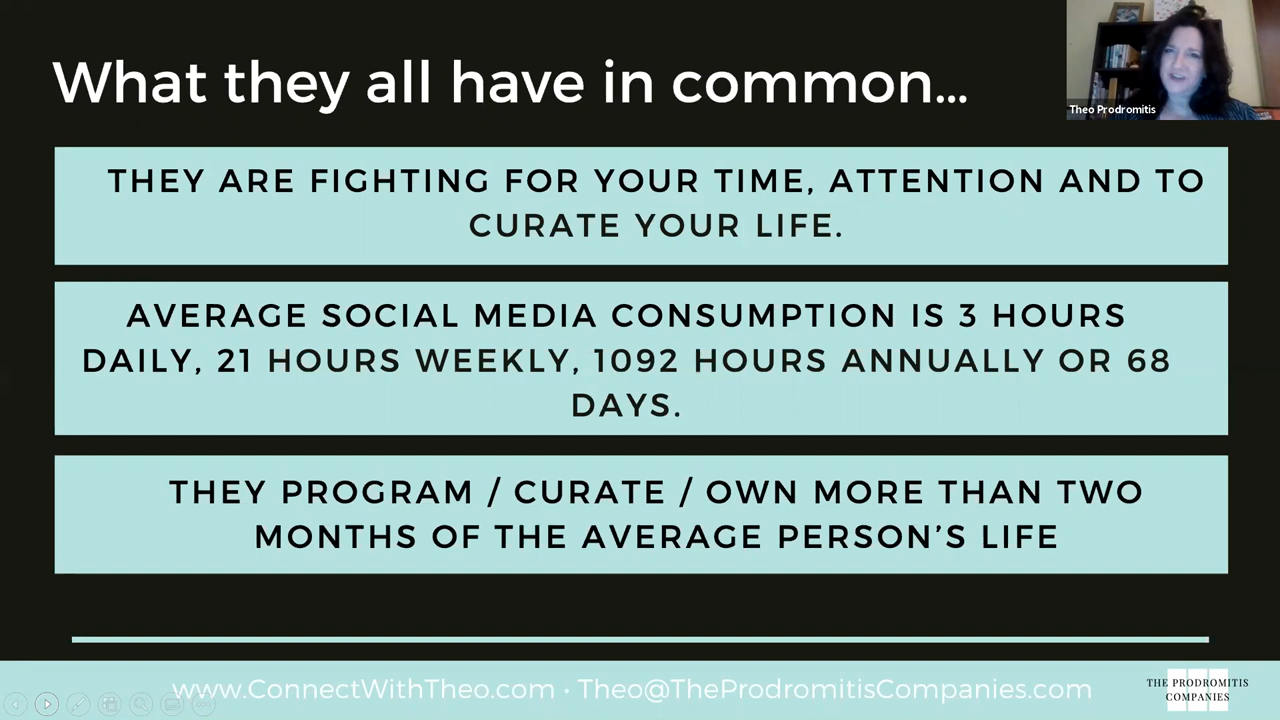 What they all have in common...
Theo Prodromitis
THEY ARE FIGHTING FOR YOUR TIME, ATTENTION AND TO
CURATE YOUR LIFE.
AVERAGE SOCIAL MEDIA CONSUMPTION IS 3 HOURS
DAILY, 21 HOURS WEEKLY, 1092 HOURS ANNUALLY OR 68
DAYS.
THEY PROGRAM / CURATE / OWN MORE THAN TWO
MONTHS OF THE AVERAGE PERSON’S LIFE
www.ConnectWithTheo.com · Theo@TheProdromitisCompanies.com
THE PRODROMITIS
COMPANIES